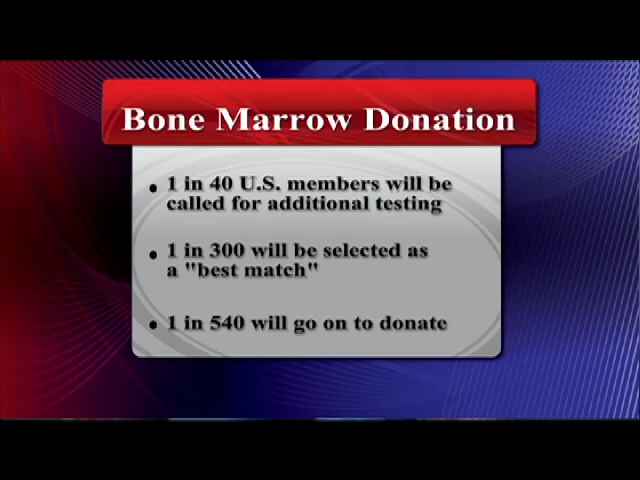 Bone Marrow Donation
• 1 in 40 U.S. members will be
called for additional testing
• 1 in 300 will be selected as
a "best match"
• 1 in 540 will go on to donate